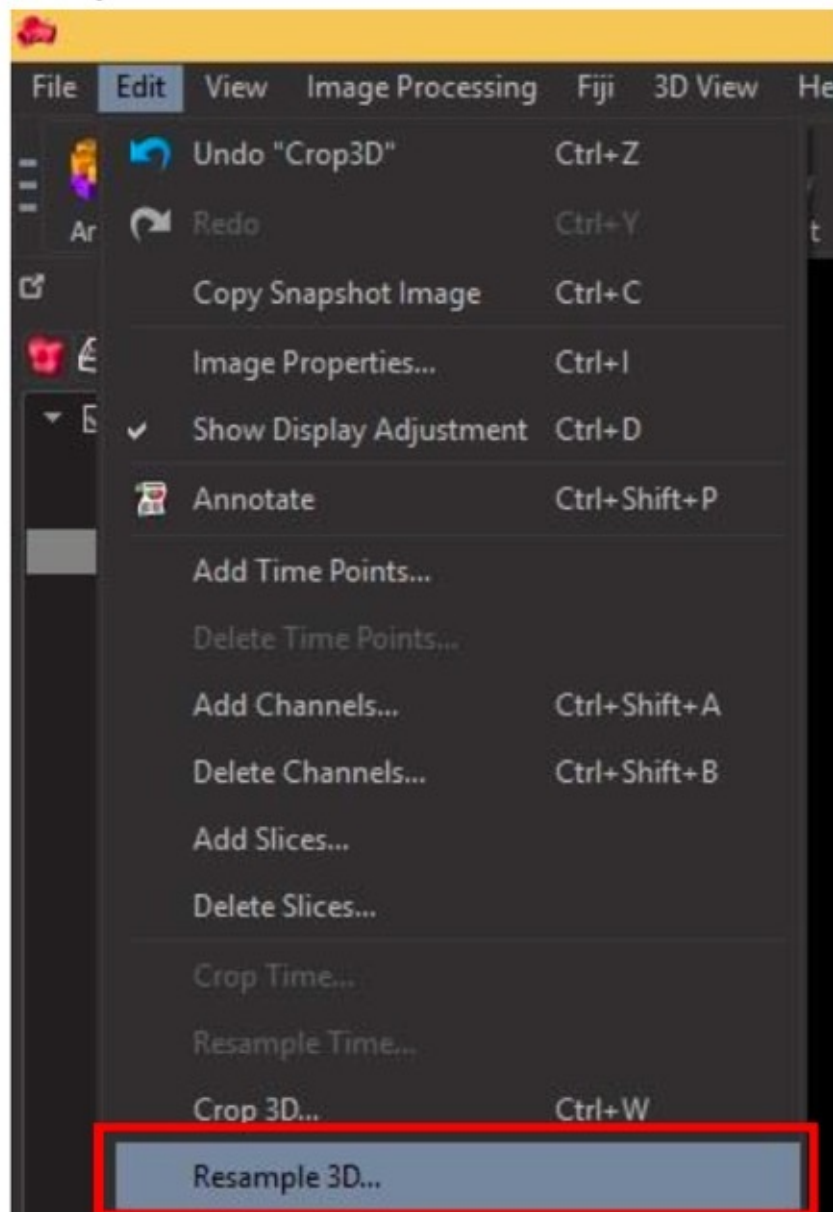 File Edit View Image Processing Fiji 3D View He
Undo "Crop3D" Ctrl+Z
Ar Redo Ctrl+Y t
Copy Snapshot Image Ctrl+C
Image Properties... Ctrl+I
Show Display Adjustment Ctrl+D
Annotate Ctrl+Shift+P
Add Time Points...
Delete Time Points...
Add Channels... Ctrl+Shift+A
Delete Channels... Ctrl+Shift+B
Add Slices...
Delete Slices...
Crop Time...
Resample Time...
Crop 3D... Ctrl+W
Resample 3D...